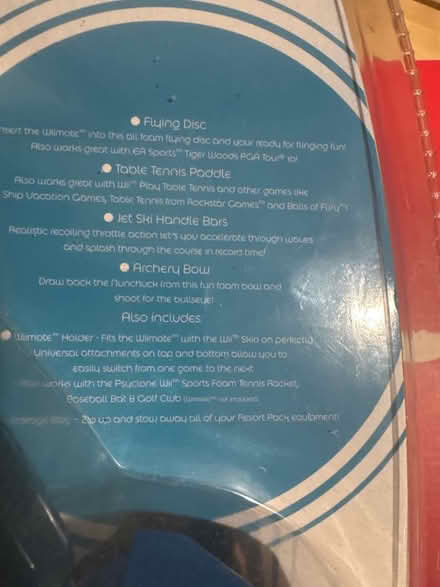 ● Flying Disc
Insert the Wiimote™ into this all foam flying disc and your ready for flinging fun!
Also works great with EA Sports™ Tiger Woods PGA Tour® 10!
● Table Tennis Paddle
Also works great with Wii™ Play Table Tennis and other games like
Ship Vacation Games, Table Tennis from Rockstar Games™ and Balls of Fury™!
● Jet Ski Handle Bars
Realistic recoiling throttle action let's you accelerate through waves
and splash through the course in record time!
● Archery Bow
Draw back the Nunchuck from this fun foam bow and
shoot for the bullseye!
Also includes:
● Wiimote™ Holder - Fits the Wiimote™ with the Wii™ Skin on perfectly
Universal attachments on top and bottom allow you to
easily switch from one game to the next
Also works with the Psyclone Wii™ Sports Foam Tennis Racket,
Baseball Bat & Golf Club (Wiimote™ not included)
Storage Bag - Zip up and stow away all of your Resort Pack equipment!